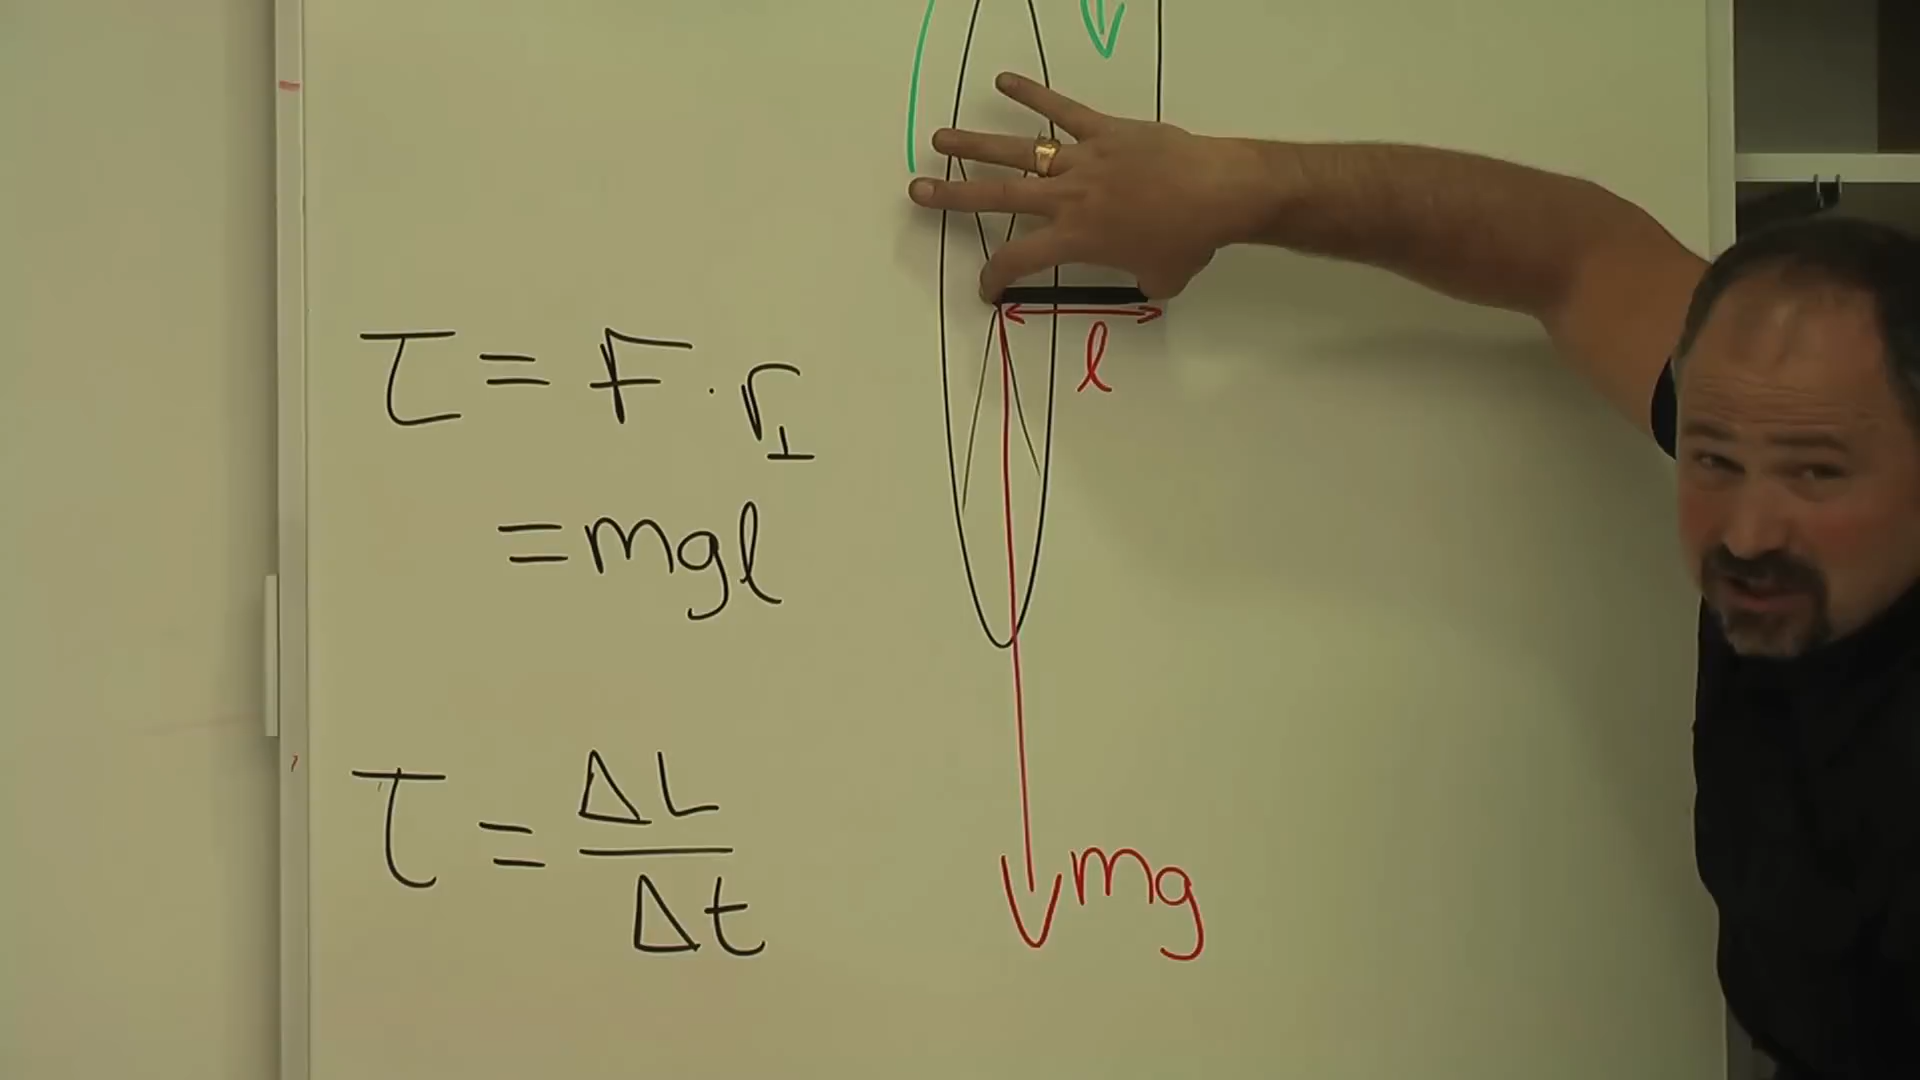 τ = F · r⊥
= mgl
l
τ = ΔL/Δt
mg